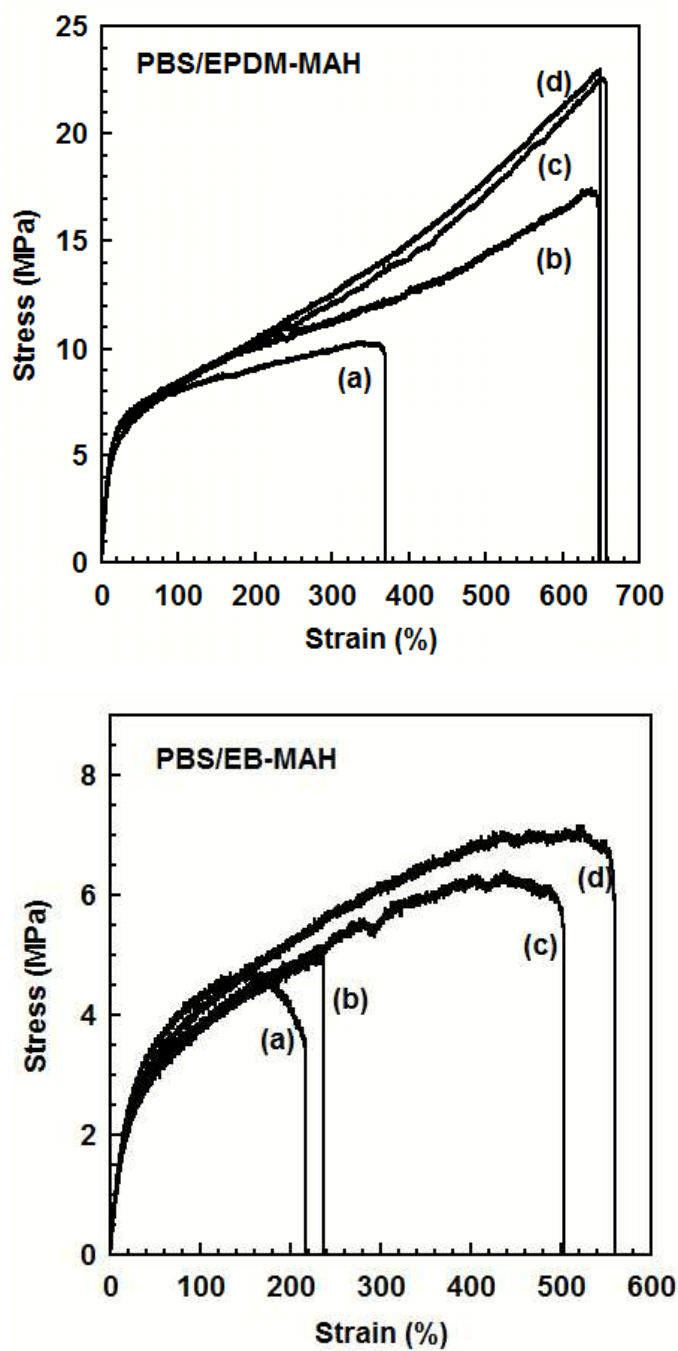 PBS/EPDM-MAH
25
20
15
10
5
0
Stress (MPa)
(d)
(c)
(b)
(a)
0 100 200 300 400 500 600 700
Strain (%)
PBS/EB-MAH
8
6
4
2
0
Stress (MPa)
(d)
(c)
(b)
(a)
0 100 200 300 400 500 600
Strain (%)